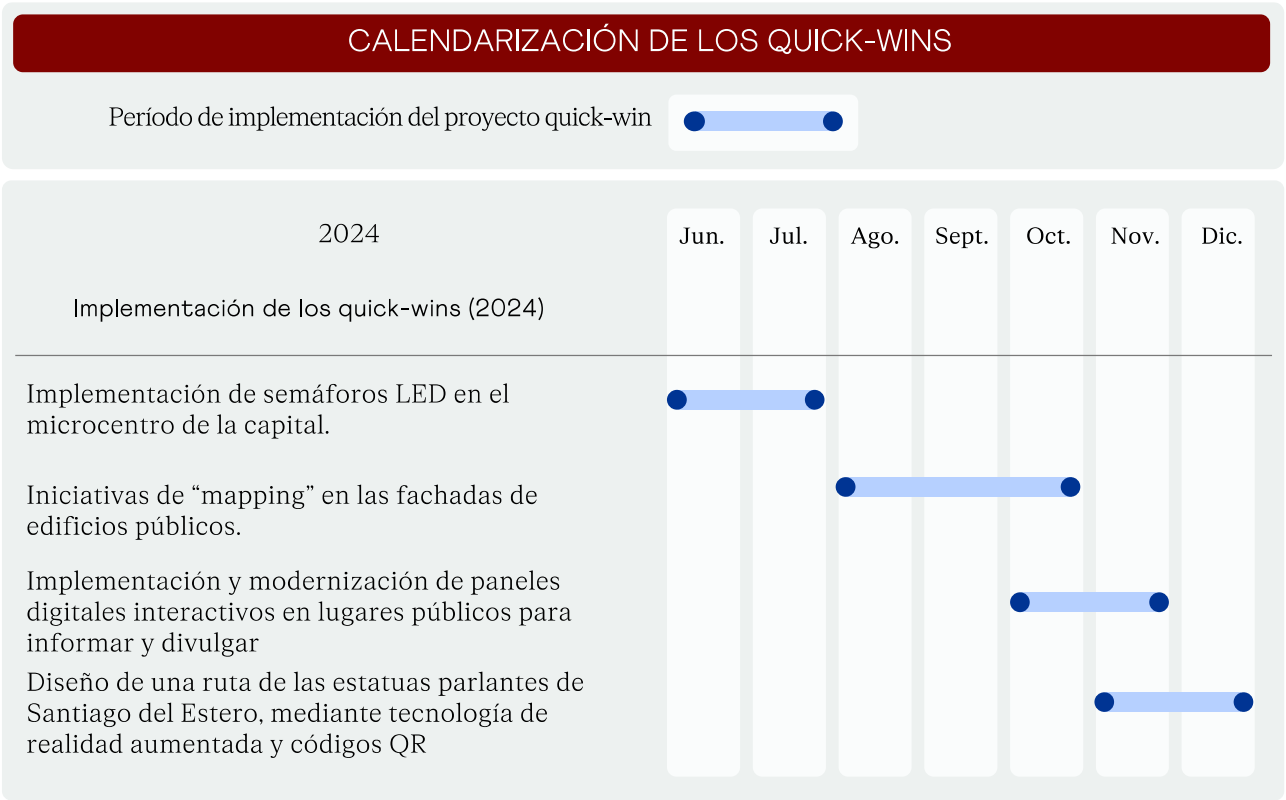 CALENDARIZACIÓN DE LOS QUICK-WINS
Período de implementación del proyecto quick-win
2024
Jun.
Jul.
Ago.
Sept.
Oct.
Nov.
Dic.
Implementación de los quick-wins (2024)
Implementación de semáforos LED en el
microcentro de la capital.
Iniciativas de “mapping” en las fachadas de
edificios públicos.
Implementación y modernización de paneles
digitales interactivos en lugares públicos para
informar y divulgar
Diseño de una ruta de las estatuas parlantes de
Santiago del Estero, mediante tecnología de
realidad aumentada y códigos QR